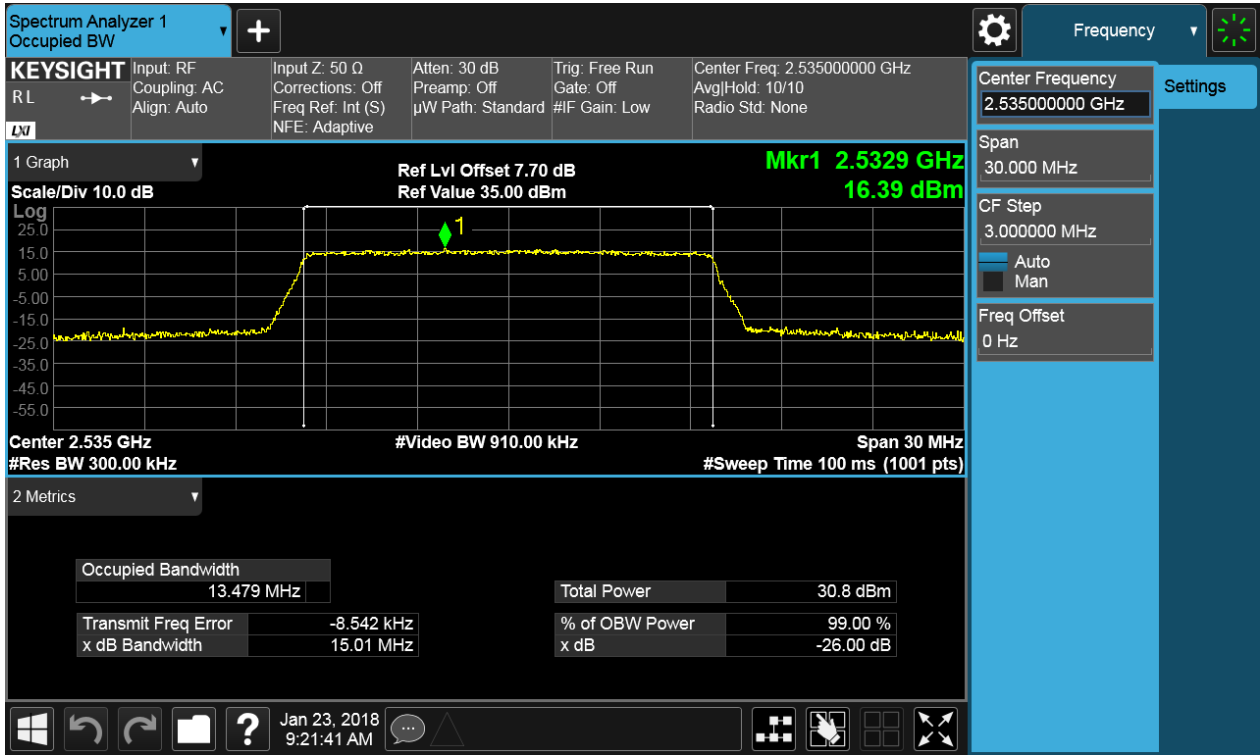 Spectrum Analyzer 1
Occupied BW
+
Frequency
KEYSIGHT
RL
LXI
Input: RF
Coupling: AC
Align: Auto
Input Z: 50 Ω
Corrections: Off
Freq Ref: Int (S)
NFE: Adaptive
Atten: 30 dB
Preamp: Off
µW Path: Standard
Trig: Free Run
Gate: Off
#IF Gain: Low
Center Freq: 2.535000000 GHz
Avg|Hold: 10/10
Radio Std: None
Center Frequency
2.535000000 GHz
Settings
Span
30.000 MHz
CF Step
3.000000 MHz
Auto
Man
Freq Offset
0 Hz
1 Graph
Scale/Div 10.0 dB
Ref Lvl Offset 7.70 dB
Ref Value 35.00 dBm
Mkr1 2.5329 GHz
16.39 dBm
Log
1
25.0
15.0
5.00
-5.00
-15.0
-25.0
-35.0
-45.0
-55.0
Center 2.535 GHz
#Video BW 910.00 kHz
Span 30 MHz
#Res BW 300.00 kHz
#Sweep Time 100 ms (1001 pts)
2 Metrics
Occupied Bandwidth
13.479 MHz
Total Power 30.8 dBm
Transmit Freq Error -8.542 kHz
% of OBW Power 99.00 %
x dB Bandwidth 15.01 MHz
x dB -26.00 dB
?
Jan 23, 2018
9:21:41 AM